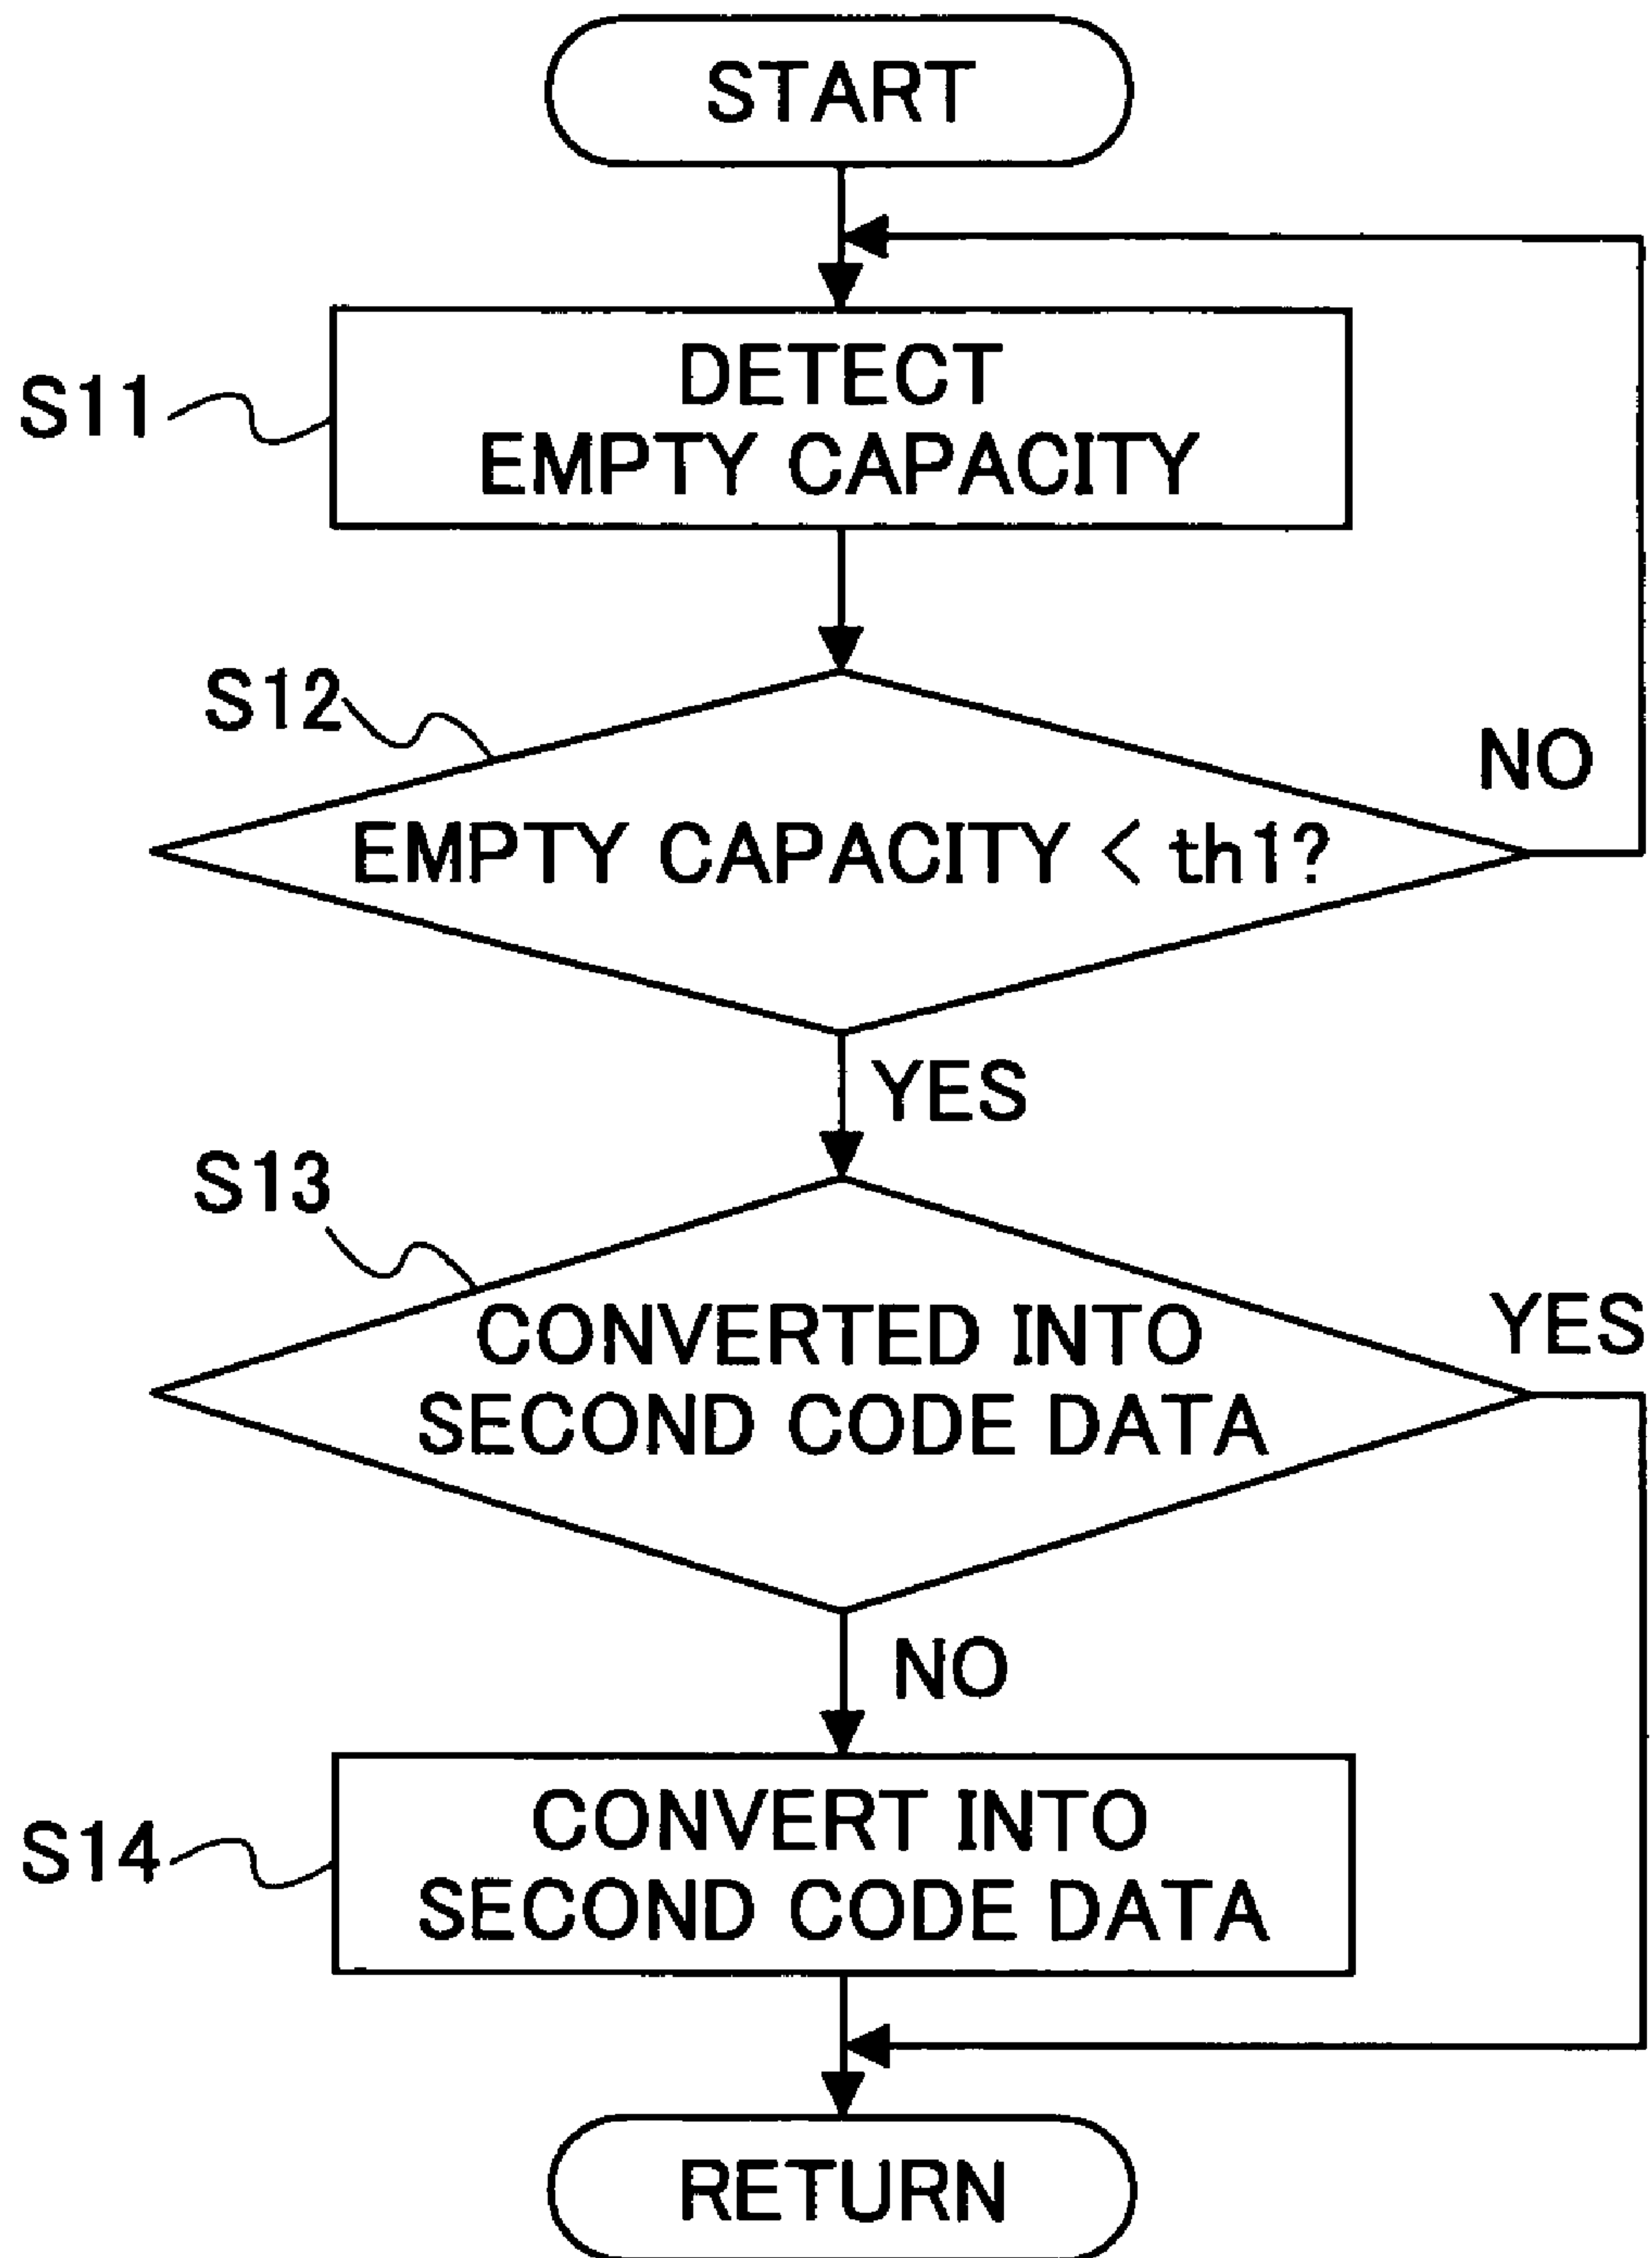 START
S11
DETECT
EMPTY CAPACITY
S12
NO
EMPTY CAPACITY < th1?
YES
S13
CONVERTED INTO
YES
SECOND CODE DATA
NO
S14
CONVERT INTO
SECOND CODE DATA
RETURN